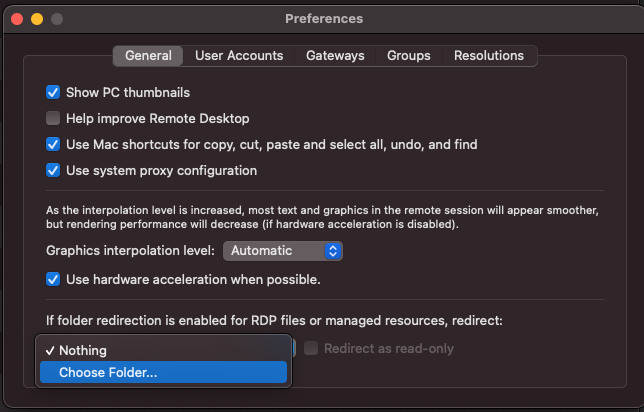 Preferences
General User Accounts Gateways Groups Resolutions
Show PC thumbnails
Help improve Remote Desktop
Use Mac shortcuts for copy, cut, paste and select all, undo, and find
Use system proxy configuration
As the interpolation level is increased, most text and graphics in the remote session will appear smoother,
but rendering performance will decrease (if hardware acceleration is disabled).
Graphics interpolation level: Automatic
Use hardware acceleration when possible.
If folder redirection is enabled for RDP files or managed resources, redirect:
✓ Nothing Redirect as read-only
Choose Folder...